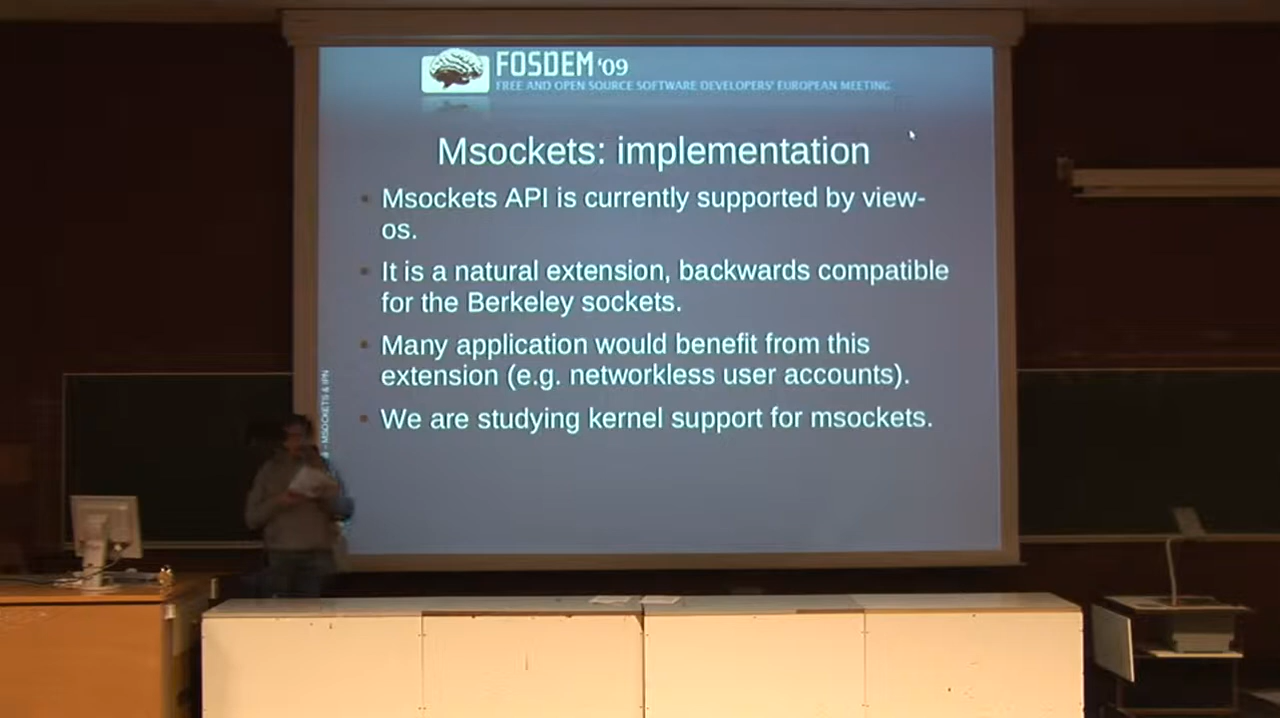 FOSDEM '09
FREE AND OPEN SOURCE SOFTWARE DEVELOPERS' EUROPEAN MEETING
Msockets: implementation
Msockets API is currently supported by view-
os.
It is a natural extension, backwards compatible
for the Berkeley sockets.
Many application would benefit from this
extension (e.g. networkless user accounts).
We are studying kernel support for msockets.
- MSOCKETS & IPN